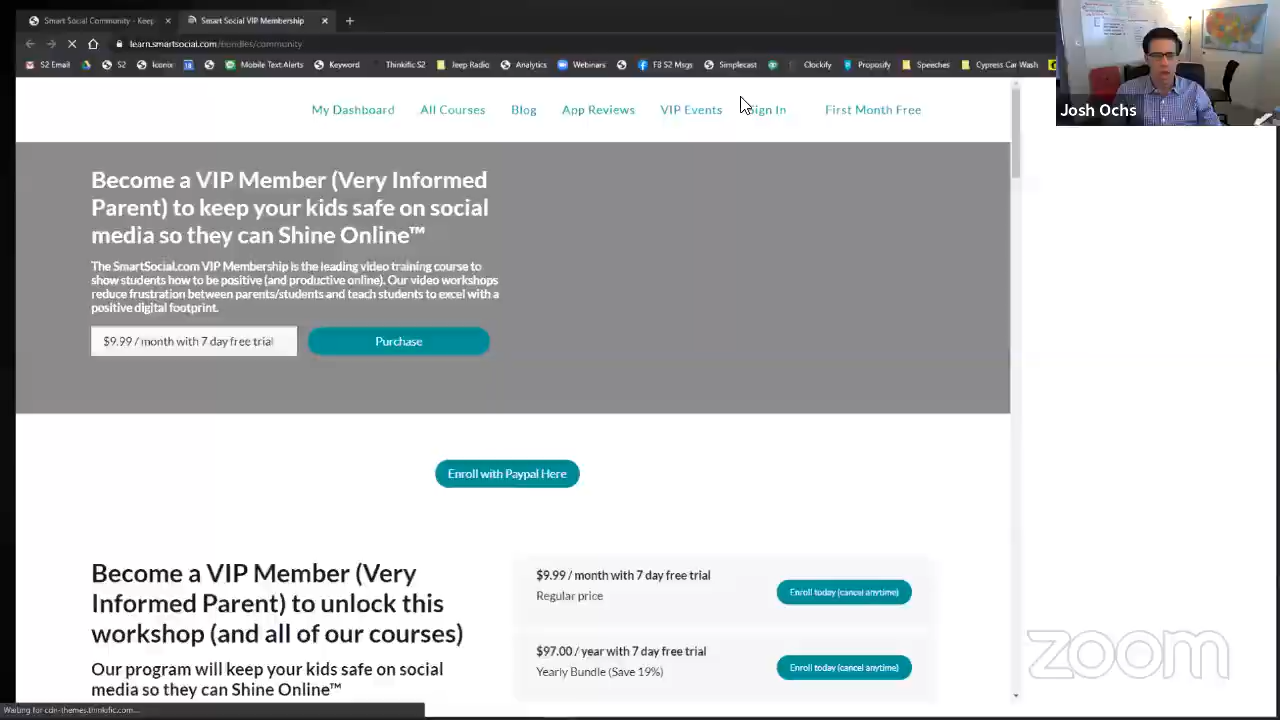 Smart Social Community - Keep
Smart Social VIP Membership
learn.smartsocial.com/bundles/community
S2 Email
S2
Iconix
Mobile Text Alerts
Keyword
Thinkific S2
Jeep Radio
Analytics
Webinars
FB S2 Msgs
Simplecast
Clockify
Proposify
Speeches
Cypress Car Wash
Josh Ochs
My Dashboard
All Courses
Blog
App Reviews
VIP Events
Sign In
First Month Free
Become a VIP Member (Very Informed
Parent) to keep your kids safe on social
media so they can Shine Online™
The SmartSocial.com VIP Membership is the leading video training course to
show students how to be positive (and productive online). Our video workshops
reduce frustration between parents/students and teach students to excel with a
positive digital footprint.
$9.99 / month with 7 day free trial
Purchase
Enroll with Paypal Here
Become a VIP Member (Very
Informed Parent) to unlock this
workshop (and all of our courses)
Our program will keep your kids safe on social
media so they can Shine Online™
$9.99 / month with 7 day free trial
Regular price
Enroll today (cancel anytime)
$97.00 / year with 7 day free trial
Yearly Bundle (Save 19%)
Enroll today (cancel anytime)
zoom
Waiting for cdn-themes.thinkific.com...